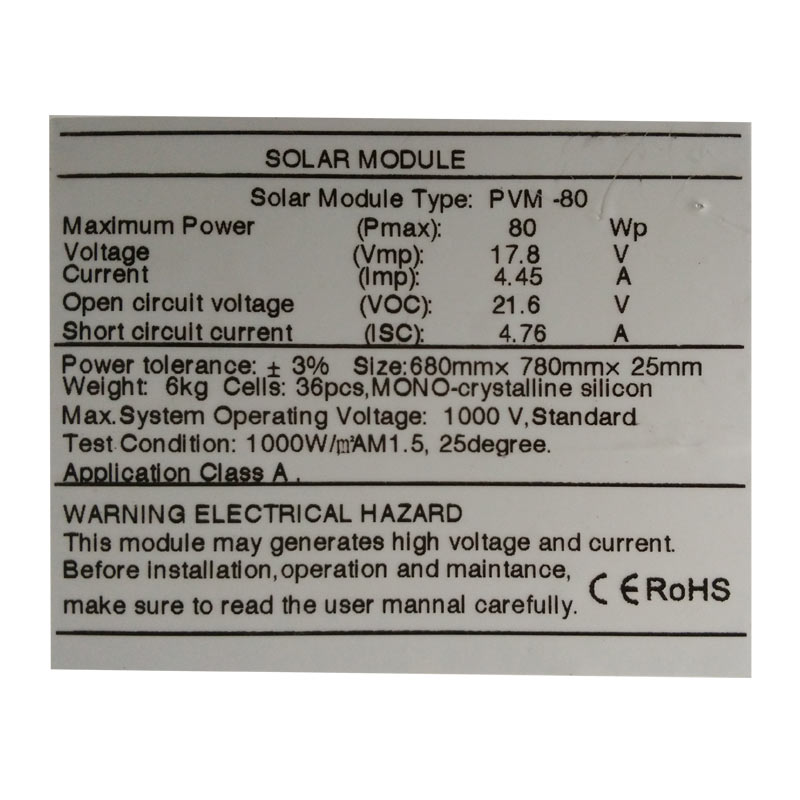 SOLAR MODULE
Solar Module Type: PVM -80
Maximum Power (Pmax): 80 Wp
Voltage (Vmp): 17.8 V
Current (Imp): 4.45 A
Open circuit voltage (VOC): 21.6 V
Short circuit current (ISC): 4.76 A
Power tolerance: ± 3% Size:680mm× 780mm× 25mm
Weight: 6kg Cells: 36pcs,MONO-crystalline silicon
Max.System Operating Voltage: 1000 V,Standard
Test Condition: 1000W/㎡AM1.5, 25degree.
Application Class A .
WARNING ELECTRICAL HAZARD
This module may generates high voltage and current.
Before installation,operation and maintance,
make sure to read the user mannal carefully.
CE RoHS